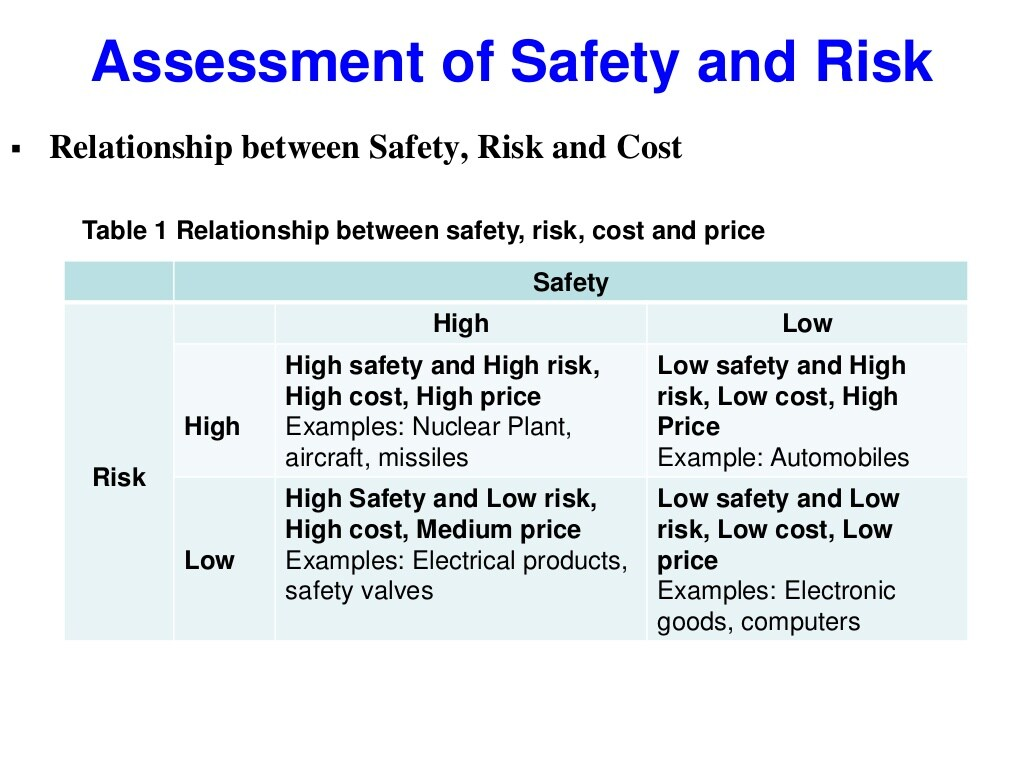 Assessment of Safety and Risk
▪ Relationship between Safety, Risk and Cost
Table 1 Relationship between safety, risk, cost and price
Safety
High
Low
Risk
High
High safety and High risk,
High cost, High price
Examples: Nuclear Plant,
aircraft, missiles
Low safety and High
risk, Low cost, High
Price
Example: Automobiles
Low
High Safety and Low risk,
High cost, Medium price
Examples: Electrical products,
safety valves
Low safety and Low
risk, Low cost, Low
price
Examples: Electronic
goods, computers